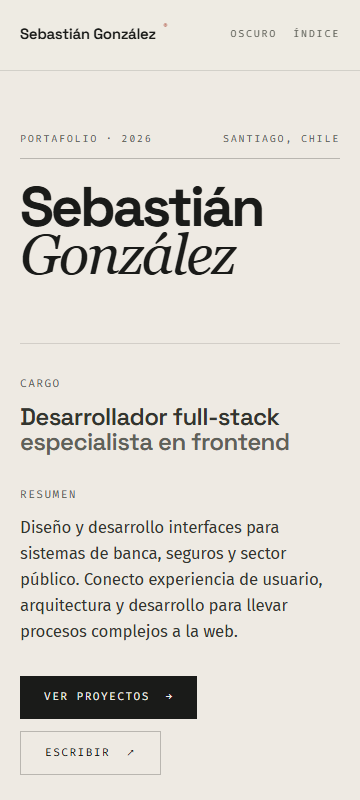 Sebastián González
OSCURO ÍNDICE
PORTAFOLIO · 2026 SANTIAGO, CHILE
Sebastián
González
CARGO
Desarrollador full-stack
especialista en frontend
RESUMEN
Diseño y desarrollo interfaces para
sistemas de banca, seguros y sector
público. Conecto experiencia de usuario,
arquitectura y desarrollo para llevar
procesos complejos a la web.
VER PROYECTOS →
ESCRIBIR ↗